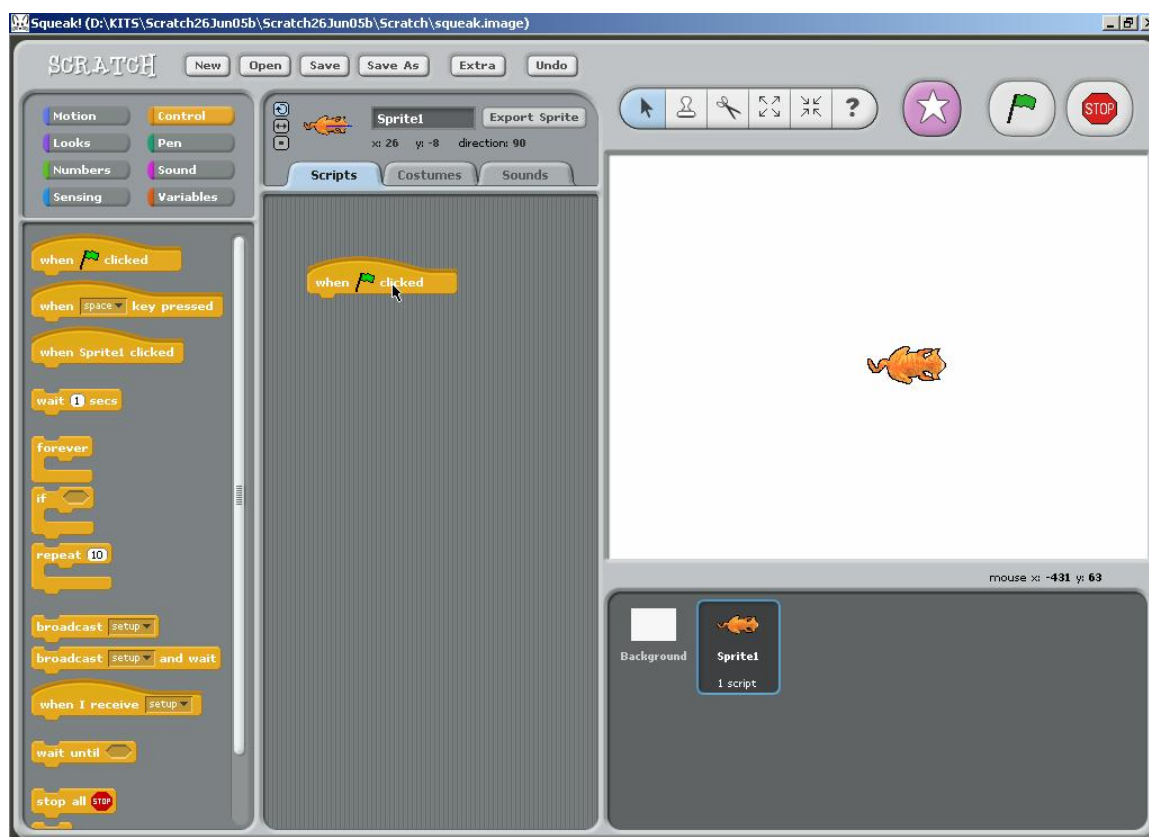 Squeak! (D:\KITS\Scratch26Jun05b\Scratch26Jun05b\Scratch\squeak.image)
SCRATCH New Open Save Save As Extra Undo
Motion Control
Looks Pen
Numbers Sound
Sensing Variables
Sprite1 Export Sprite
x: 26 y: -8 direction: 90
Scripts Costumes Sounds
?
STOP
when clicked
when space key pressed
when Sprite1 clicked
wait 1 secs
forever
if
repeat 10
broadcast setup
broadcast setup and wait
when I receive setup
wait until
stop all STOP
when clicked
mouse x: -431 y: 63
Background Sprite1
1 script